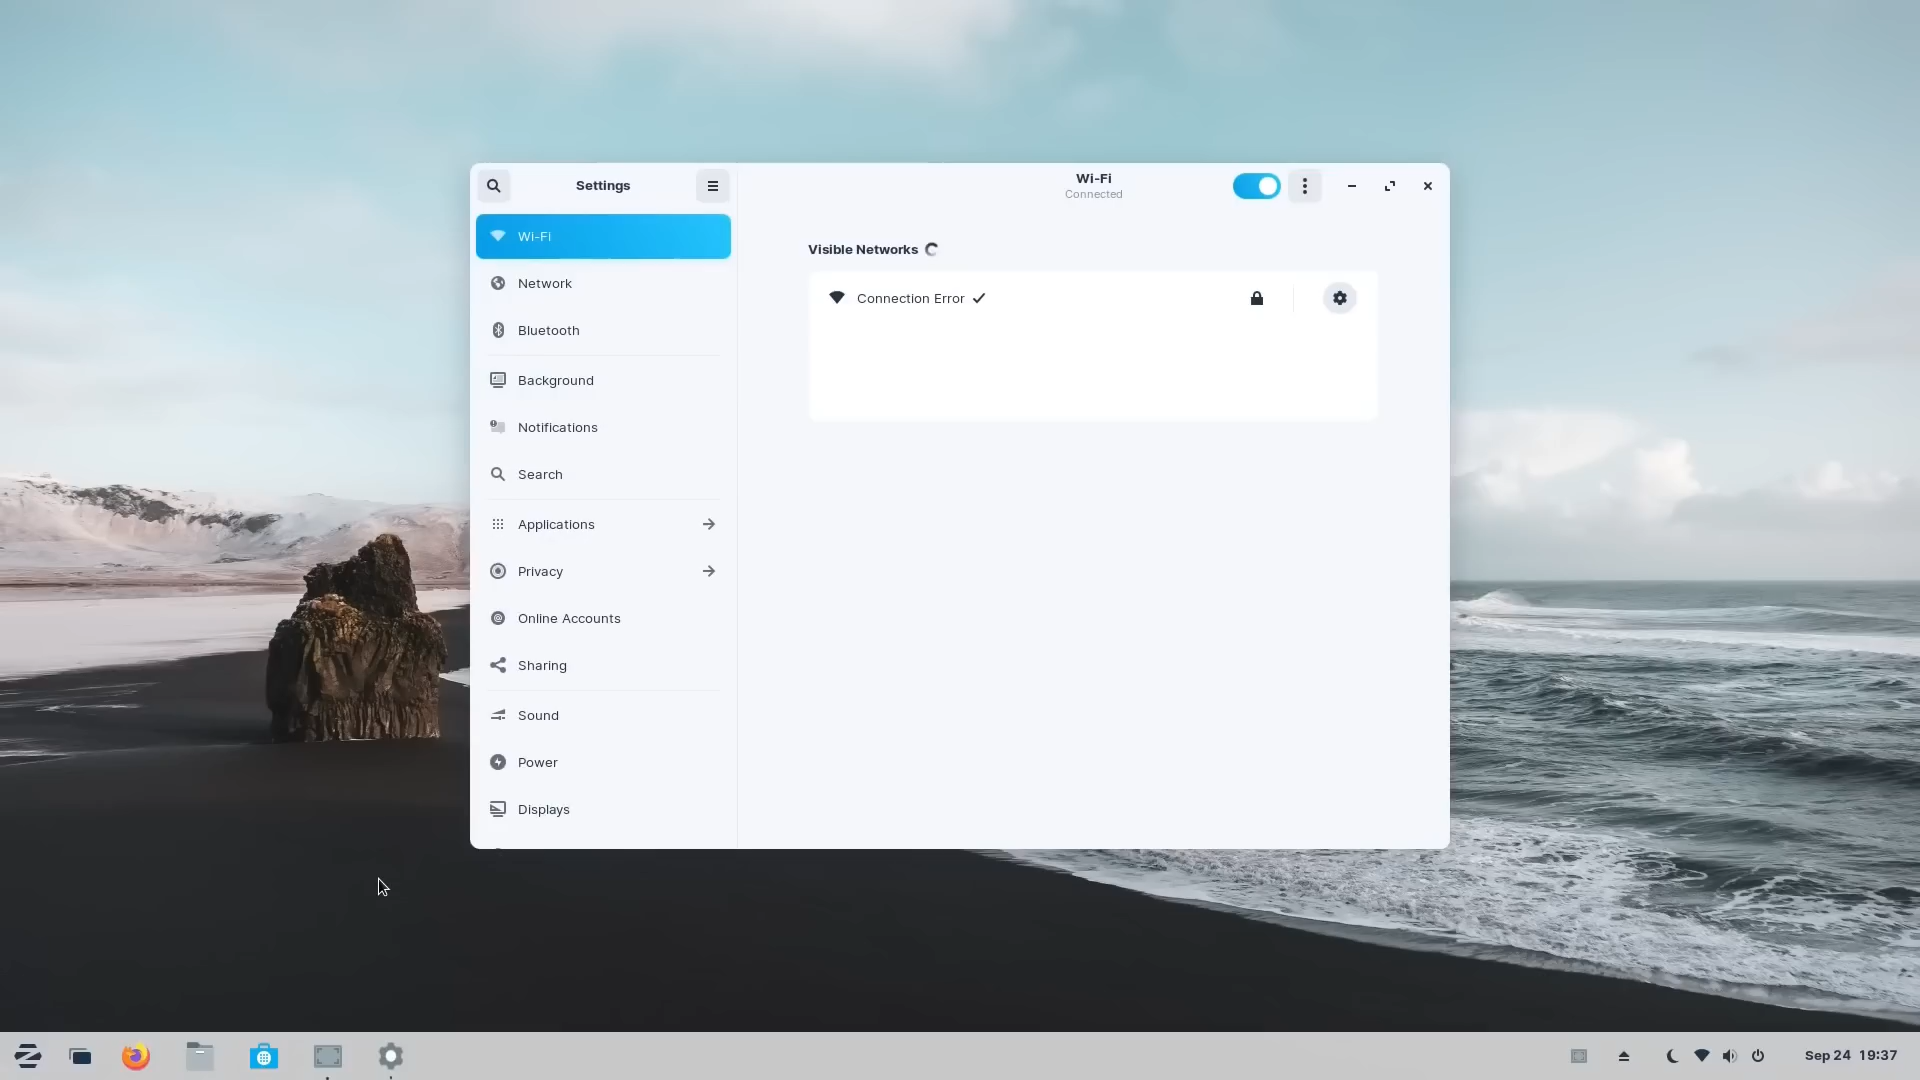 Settings
Wi-Fi
Connected
Wi-Fi
Network
Bluetooth
Background
Notifications
Search
Applications
Privacy
Online Accounts
Sharing
Sound
Power
Displays
Visible Networks
Connection Error
Sep 24 19:37